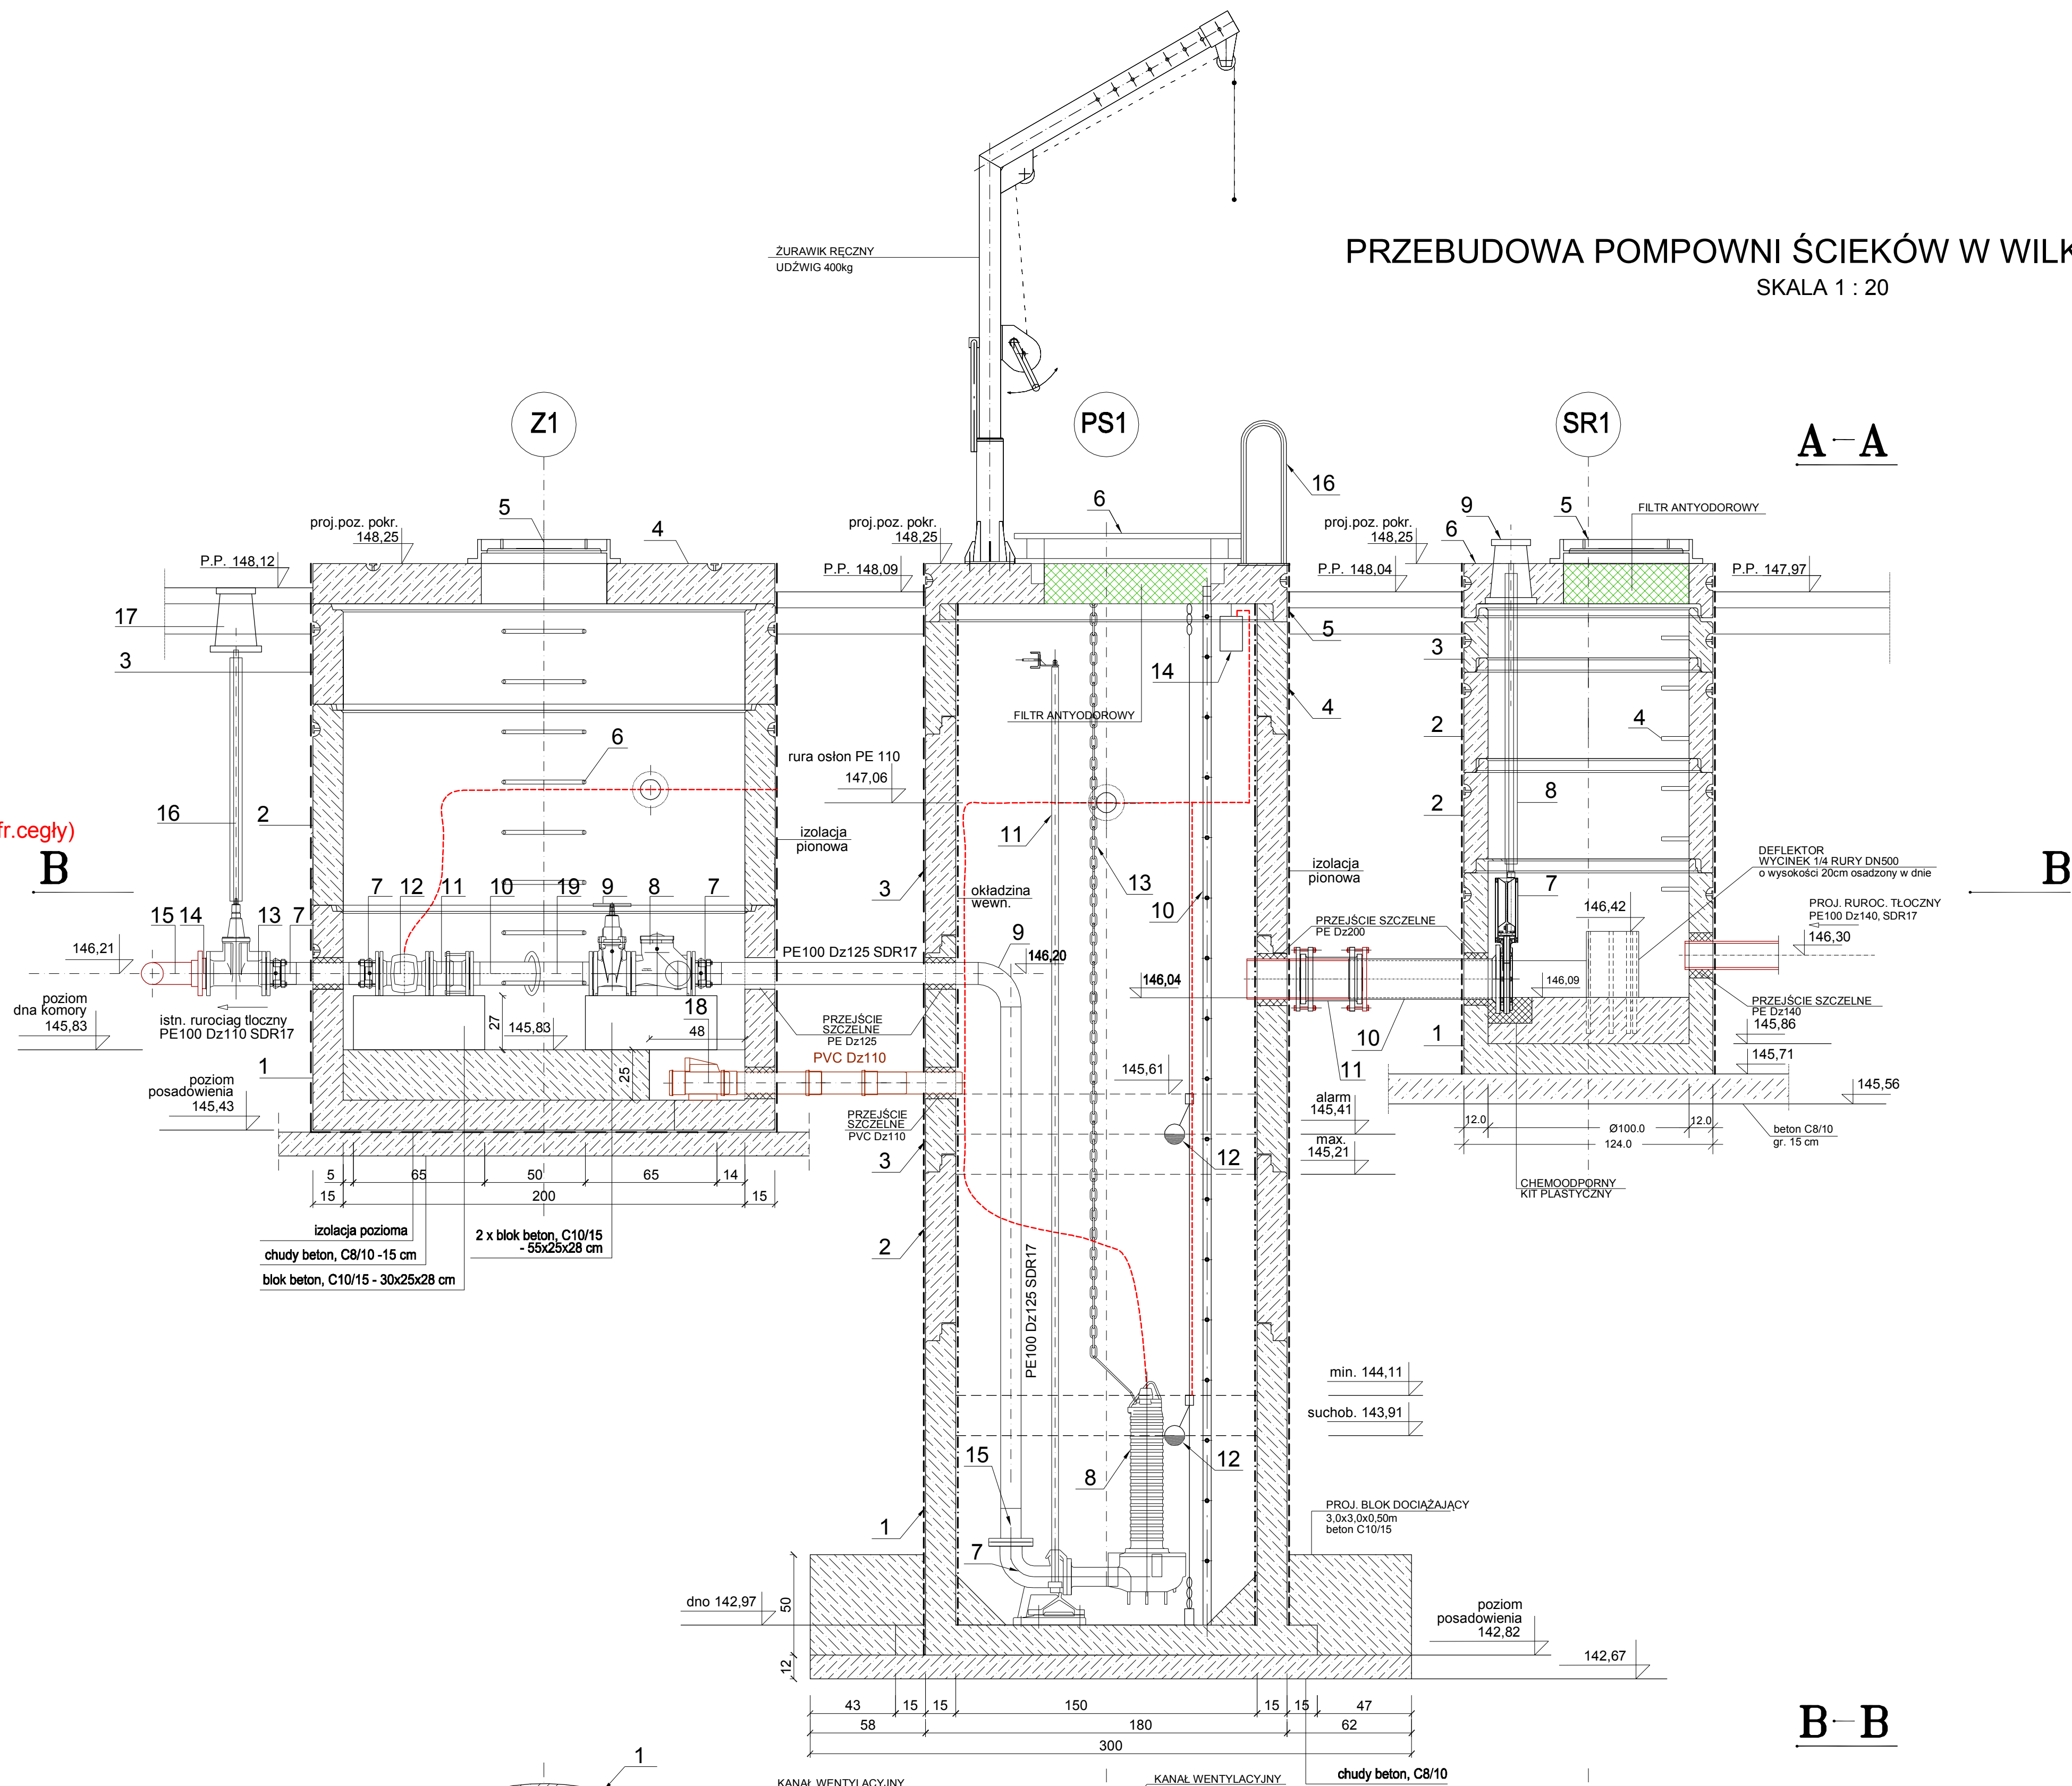 ŻURAWIK RĘCZNY
UDŹWIG 400kg
PRZEBUDOWA POMPOWNI ŚCIEKÓW W WILK
SKALA 1 : 20
Z1
PS1
SR1
A-A
5
proj.poz. pokr.
148,25
4
P.P. 148,12
17
3
16
2
fr.cegły)
B
6
7
12
11
10
19
9
8
7
15
14
13
7
146,21
poziom
dna komory
145,83
istn. rurociąg tłoczny
PE100 Dz110 SDR17
1
poziom
posadowienia
145,43
27
145,83
48
25
18
izolacja
pionowa
PE100 Dz125 SDR17
PRZEJŚCIE
SZCZELNE
PE Dz125
PVC Dz110
PRZEJŚCIE
SZCZELNE
PVC Dz110
5
65
50
65
14
15
200
15
izolacja pozioma
chudy beton, C8/10 -15 cm
blok beton, C10/15 - 30x25x28 cm
2 x blok beton, C10/15
- 55x25x28 cm
proj.poz. pokr.
148,25
6
16
P.P. 148,09
5
14
4
FILTR ANTYODOROWY
rura osłon PE 110
147,06
11
13
10
3
okładzina
wewn.
9
146,20
146,04
izolacja
pionowa
PRZEJŚCIE SZCZELNE
PE Dz200
145,61
alarm
145,41
max.
145,21
12
3
2
PE100 Dz125 SDR17
min. 144,11
suchob. 143,91
15
8
12
1
7
PROJ. BLOK DOCIĄŻAJĄCY
3,0x3,0x0,50m
beton C10/15
dno 142,97
50
12
poziom
posadowienia
142,82
142,67
43
15
15
150
15
15
47
58
180
62
300
chudy beton, C8/10
proj.poz. pokr.
148,25
P.P. 148,04
6
9
5
FILTR ANTYODOROWY
P.P. 147,97
3
2
4
2
8
7
DEFLEKTOR
WYCINEK 1/4 RURY DN500
o wysokości 20cm osadzony w dnie
B
146,42
PROJ. RUROC. TŁOCZNY
PE100 Dz140, SDR17
146,30
146,09
PRZEJŚCIE SZCZELNE
PE Dz140
145,86
145,71
145,56
10
11
1
12.0
Ø100.0
12.0
124.0
beton C8/10
gr. 15 cm
CHEMOODPORNY
KIT PLASTYCZNY
B-B
1
KANAŁ WENTYLACYJNY
KANAŁ WENTYLACYJNY